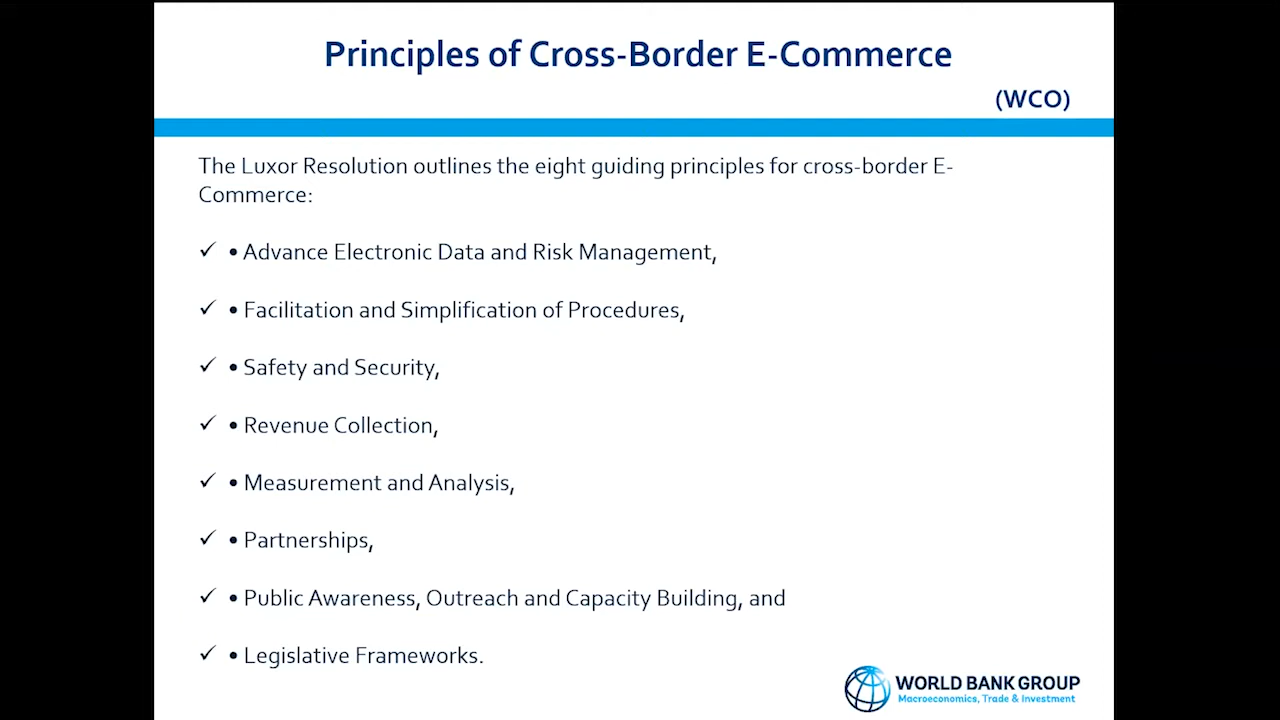 Principles of Cross-Border E-Commerce
(WCO)
The Luxor Resolution outlines the eight guiding principles for cross-border E-
Commerce:
✓ • Advance Electronic Data and Risk Management,
✓ • Facilitation and Simplification of Procedures,
✓ • Safety and Security,
✓ • Revenue Collection,
✓ • Measurement and Analysis,
✓ • Partnerships,
✓ • Public Awareness, Outreach and Capacity Building, and
✓ • Legislative Frameworks.
WORLD BANK GROUP
Macroeconomics, Trade & Investment